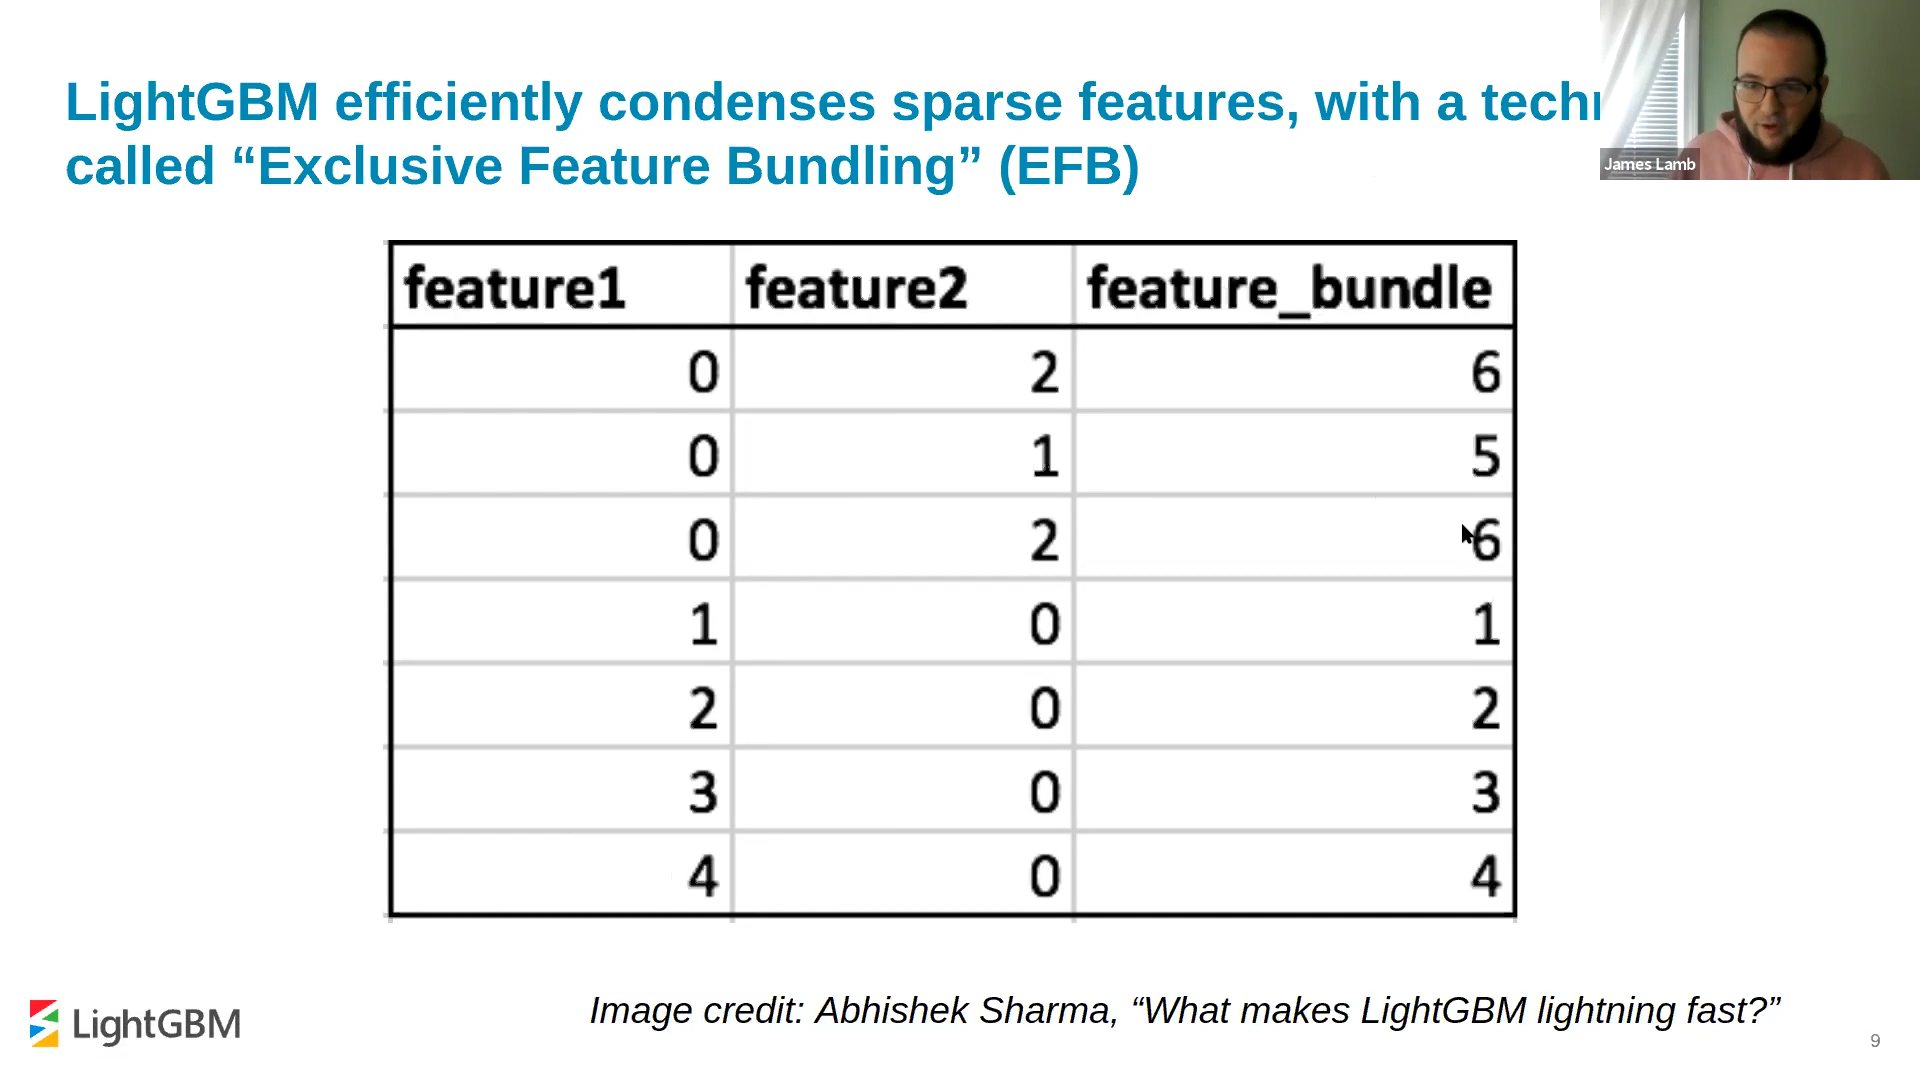 LightGBM efficiently condenses sparse features, with a
called “Exclusive Feature Bundling” (EFB)
James Lamb
feature1 feature2 feature_bundle
0 2 6
0 1 5
0 2 6
1 0 1
2 0 2
3 0 3
4 0 4
Image credit: Abhishek Sharma, “What makes LightGBM lightning fast?”
LightGBM
9